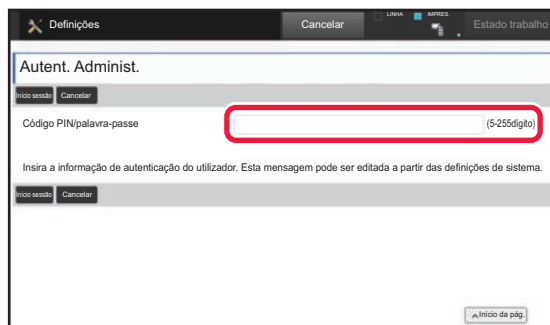 Definições Cancelar LINHA IMPRES. Estado trabalho
Autent. Administ.
Início sessão Cancelar
Código PIN/palavra-passe (5-255dígito)
Insira a informação de autenticação do utilizador. Esta mensagem pode ser editada a partir das definições de sistema.
Início sessão Cancelar
Início da pág.